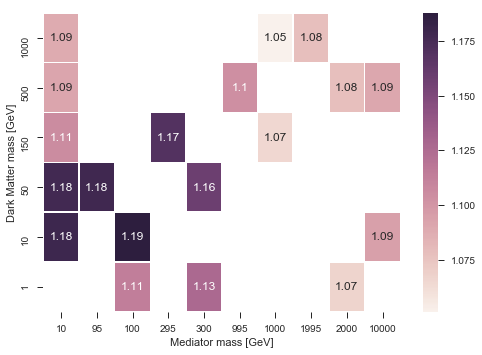 1000 1.09 1.05 1.08
500 1.09 1.1 1.08 1.09
150 1.11 1.17 1.07
50 1.18 1.18 1.16
10 1.18 1.19 1.09
1 1.11 1.13 1.07
10 95 100 295 300 995 1000 1995 2000 10000
Mediator mass [GeV]
Dark Matter mass [GeV]
1.175
1.150
1.125
1.100
1.075